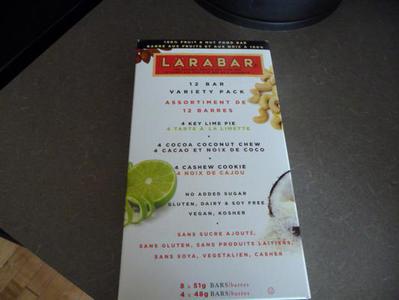 100% FRUIT & NUT FOOD BAR
BARRE AUX FRUITS ET AUX NOIX À 100%
LÄRABAR
12 BAR
VARIETY PACK
ASSORTIMENT DE
12 BARRES
4 KEY LIME PIE
4 TARTE À LA LIMETTE
4 COCOA COCONUT CHEW
4 CACAO ET NOIX DE COCO
4 CASHEW COOKIE
4 NOIX DE CAJOU
NO ADDED SUGAR
GLUTEN, DAIRY & SOY FREE
VEGAN, KOSHER
SANS SUCRE AJOUTÉ,
SANS GLUTEN, SANS PRODUITS LAITIERS,
SANS SOYA, VEGETALIEN, CASHER
8 x 51g BARS/barres
4 x 48g BARS/barres